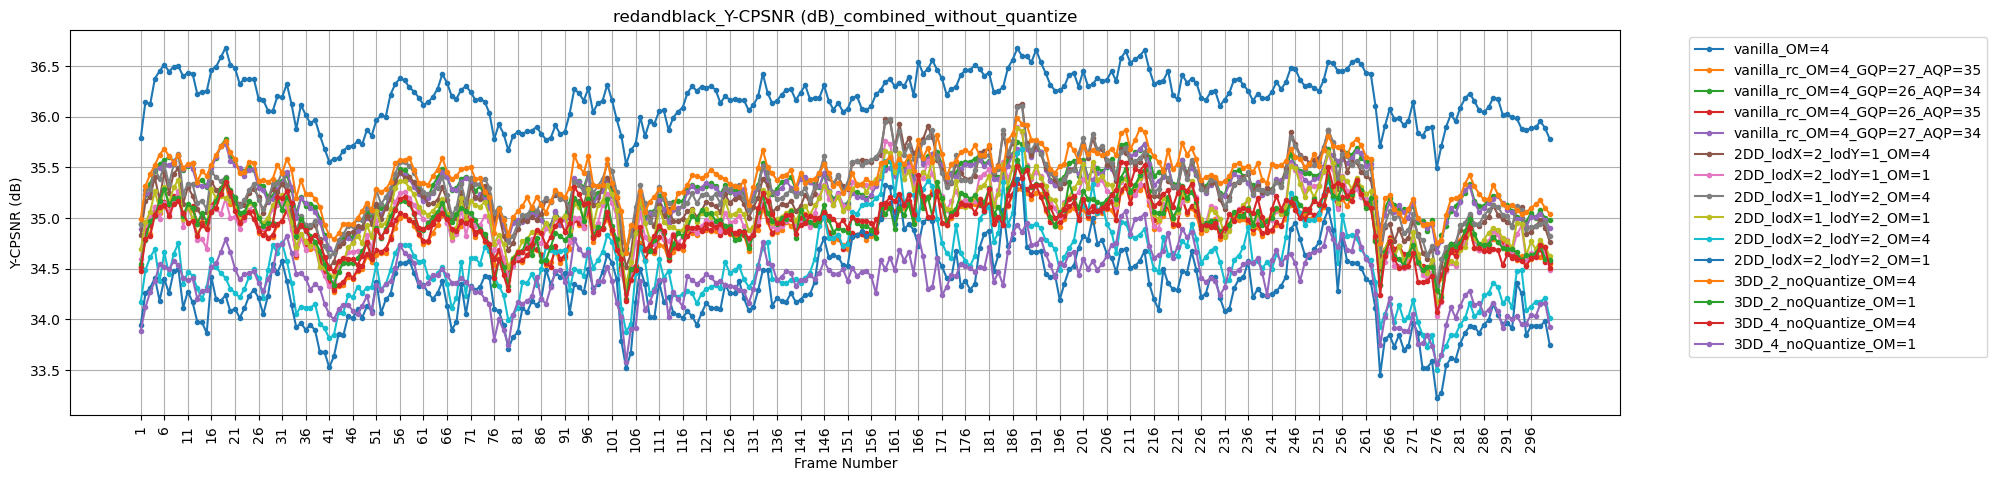 redandblack_Y-CPSNR (dB)_combined_without_quantize
Y-CPSNR (dB)
36.5
36.0
35.5
35.0
34.5
34.0
33.5
1 6 11 16 21 26 31 36 41 46 51 56 61 66 71 76 81 86 91 96 101 106 111 116 121 126 131 136 141 146 151 156 161 166 171 176 181 186 191 196 201 206 211 216 221 226 231 236 241 246 251 256 261 266 271 276 281 286 291 296
Frame Number
vanilla_OM=4
vanilla_rc_OM=4_GQP=27_AQP=35
vanilla_rc_OM=4_GQP=26_AQP=34
vanilla_rc_OM=4_GQP=26_AQP=35
vanilla_rc_OM=4_GQP=27_AQP=34
2DD_lodX=2_lodY=1_OM=4
2DD_lodX=2_lodY=1_OM=1
2DD_lodX=1_lodY=2_OM=4
2DD_lodX=1_lodY=2_OM=1
2DD_lodX=2_lodY=2_OM=4
2DD_lodX=2_lodY=2_OM=1
3DD_2_noQuantize_OM=4
3DD_2_noQuantize_OM=1
3DD_4_noQuantize_OM=4
3DD_4_noQuantize_OM=1